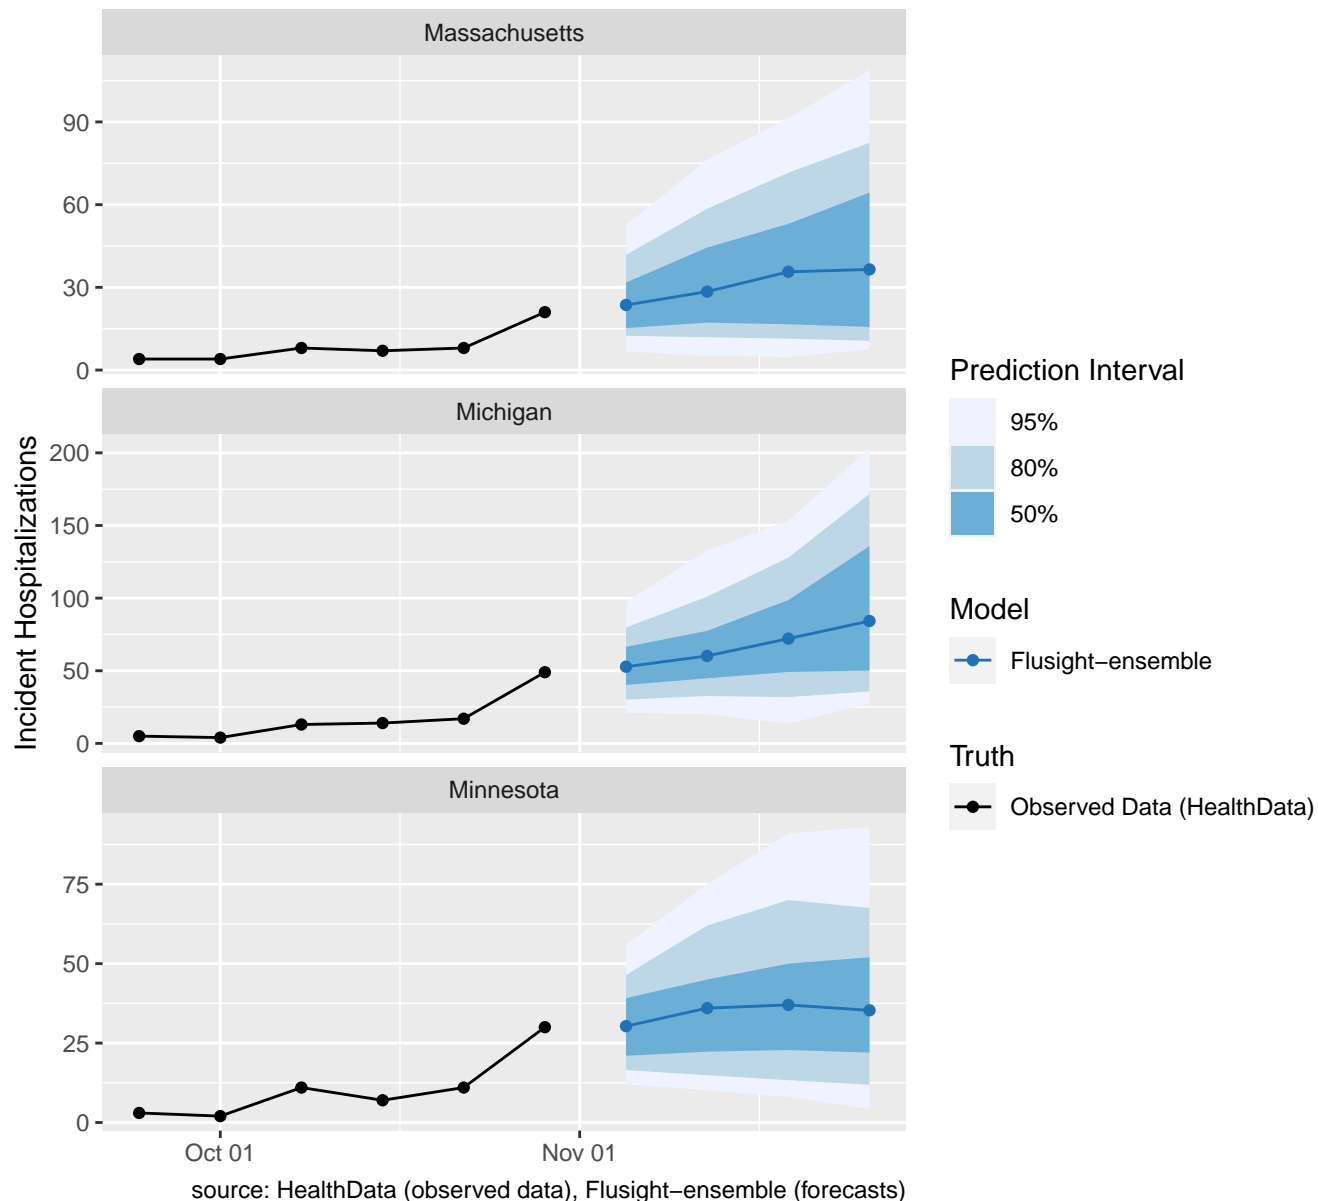 Massachusetts
90
60
30
0
Michigan
200
150
100
50
0
Minnesota
75
50
25
0
Oct 01
Nov 01
Incident Hospitalizations
source: HealthData (observed data), Flusight−ensemble (forecasts)
Prediction Interval
95%
80%
50%
Model
Flusight−ensemble
Truth
Observed Data (HealthData)